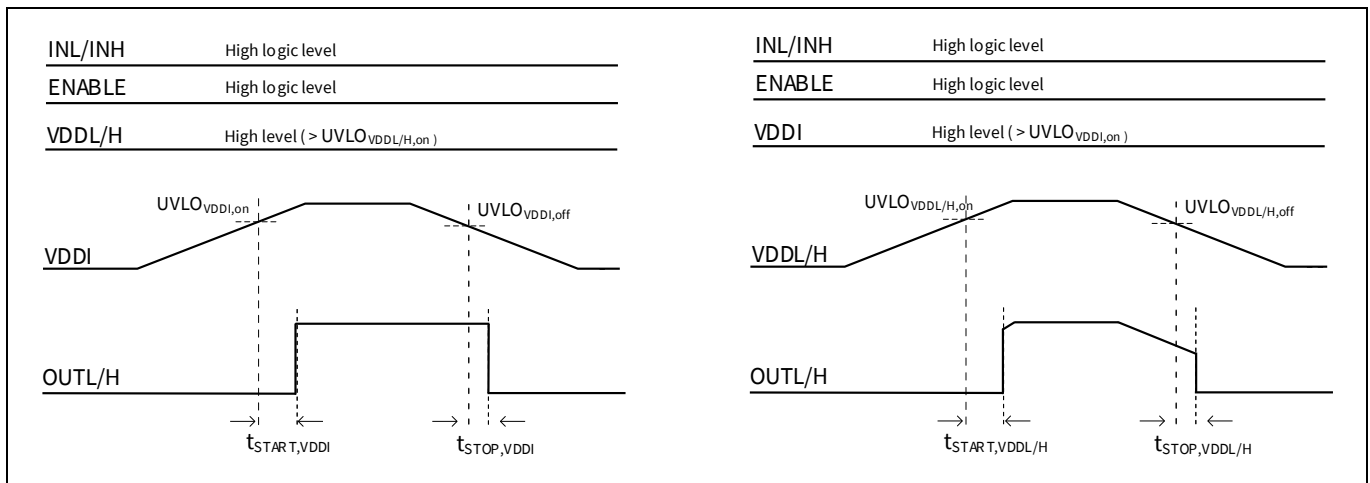 INL/INH High logic level
ENABLE High logic level
VDDL/H High level ( > UVLOVDDL/H,on )
UVLOVDDI,on UVLOVDDI,off
VDDI
OUTL/H
tSTART,VDDI tSTOP,VDDI
INL/INH High logic level
ENABLE High logic level
VDDI High level ( > UVLOVDDI,on )
UVLOVDDL/H,on UVLOVDDL/H,off
VDDL/H
OUTL/H
tSTART,VDDL/H tSTOP,VDDL/H